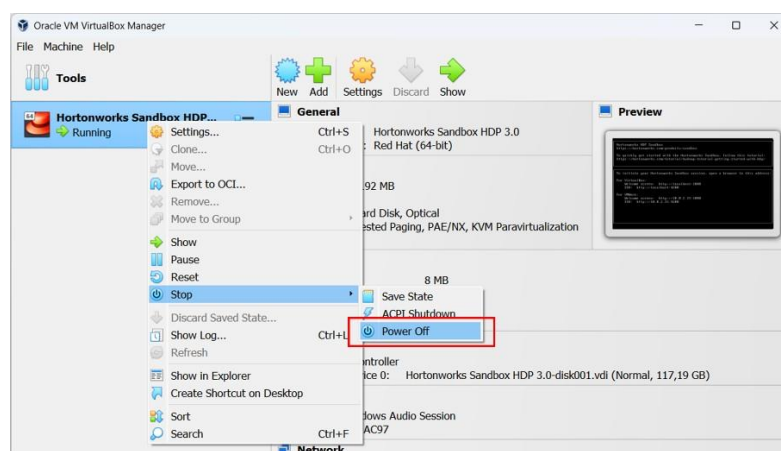 Oracle VM VirtualBox Manager
File Machine Help
Tools
New Add Settings Discard Show
Hortonworks Sandbox HDP...
64
Running
General
Preview
Hortonworks Sandbox HDP 3.0
Red Hat (64-bit)
92 MB
ard Disk, Optical
ested Paging, PAE/NX, KVM Paravirtualization
8 MB
ntroller
ice 0: Hortonworks Sandbox HDP 3.0-disk001.vdi (Normal, 117,19 GB)
dows Audio Session
AC97
Network
Settings... Ctrl+S
Clone... Ctrl+O
Move...
Export to OCI...
Remove...
Move to Group
Show
Pause
Reset
Stop
Discard Saved State...
Show Log... Ctrl+L
Refresh
Show in Explorer
Create Shortcut on Desktop
Sort
Search Ctrl+F
Save State
ACPI Shutdown
Power Off